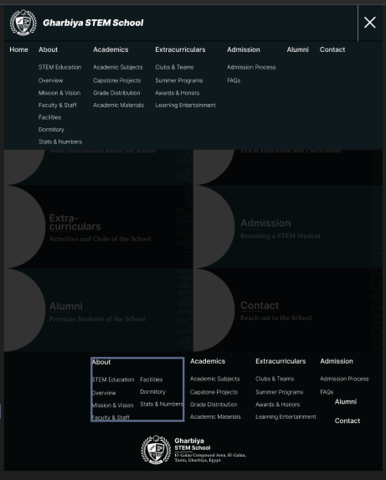 Gharbiya STEM School
Home About Academics Extracurriculars Admission Alumni Contact
STEM Education Academic Subjects Clubs & Teams Admission Process
Overview Capstone Projects Summer Programs FAQs
Mission & Vision Grade Distribution Awards & Honors
Faculty & Staff Academic Materials Learning Entertainment
Facilities
Dormitory
Stats & Numbers
Extra-
curriculars
Activities and Clubs of the School
Admission
Becoming a STEM Student
Alumni
Previous Students of the School
Contact
Reach out to the School
About Academics Extracurriculars Admission
STEM Education Facilities Academic Subjects Clubs & Teams Admission Process
Overview Dormitory Capstone Projects Summer Programs FAQs
Mission & Vision Stats & Numbers Grade Distribution Awards & Honors Alumni
Faculty & Staff Academic Materials Learning Entertainment
Contact
Gharbiya
STEM School
El-Galaa Compound Area, El-Galaa,
Tanta, Gharbiya, Egypt